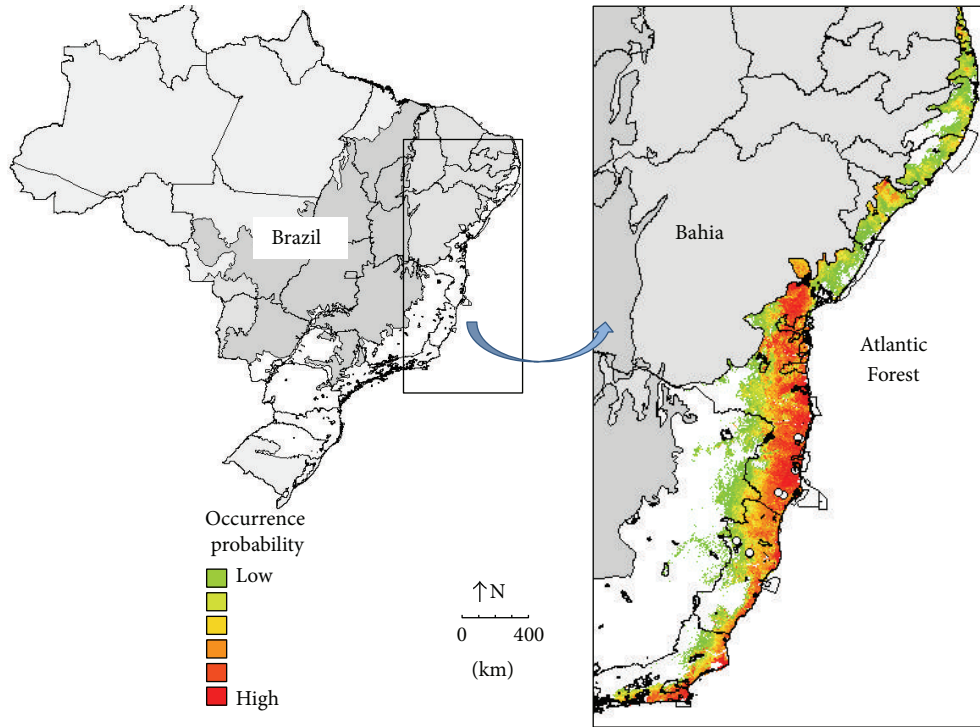 Brazil
Bahia
Atlantic
Forest
Occurrence
probability
Low
High
↑N
0 400
(km)